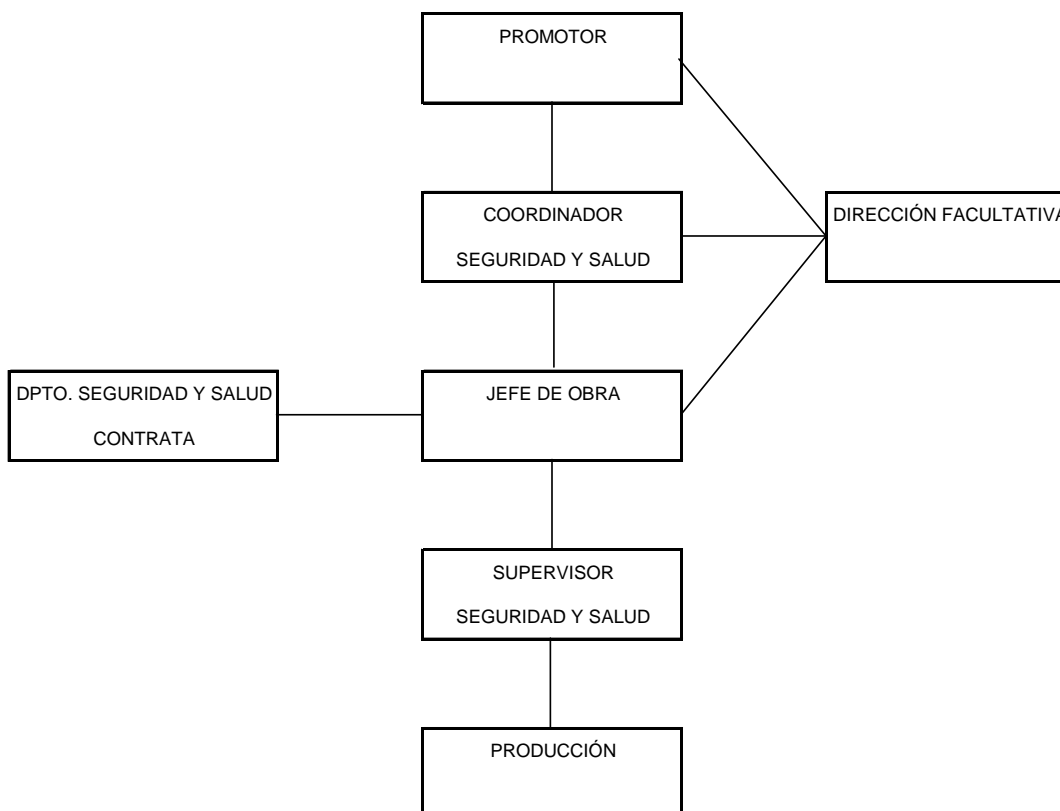 PROMOTOR
COORDINADOR
SEGURIDAD Y SALUD
DIRECCIÓN FACULTATIVA
DPTO. SEGURIDAD Y SALUD
CONTRATA
JEFE DE OBRA
SUPERVISOR
SEGURIDAD Y SALUD
PRODUCCIÓN